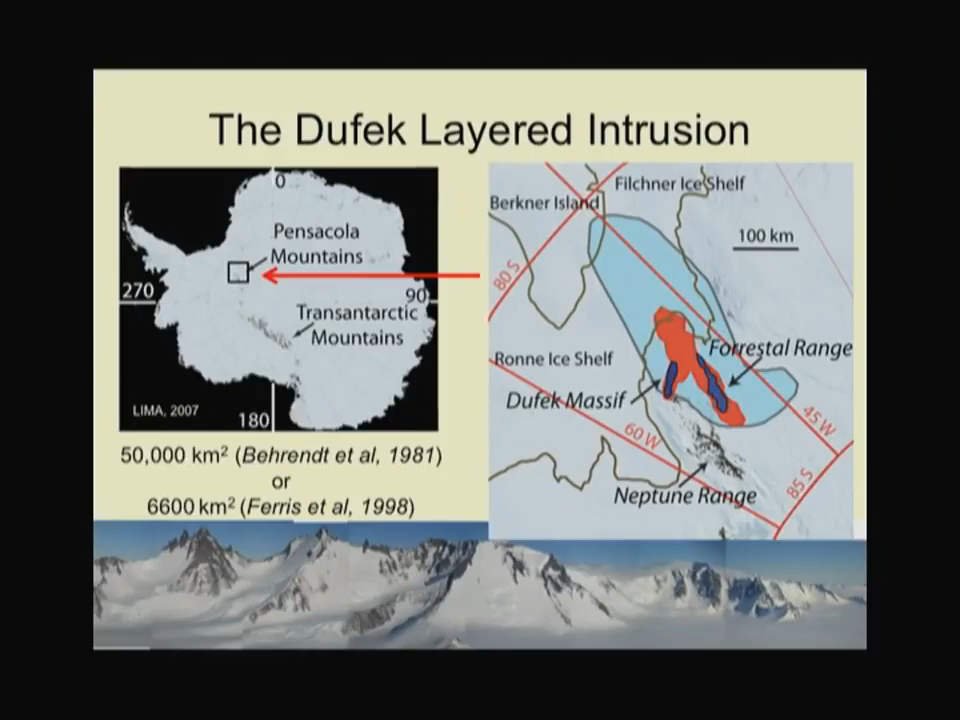 The Dufek Layered Intrusion
0
Pensacola
Mountains
270
90
Transantarctic
Mountains
LIMA, 2007
180
50,000 km² (Behrendt et al, 1981)
or
6600 km² (Ferris et al, 1998)
Filchner Ice Shelf
Berkner Island
100 km
80 S
Forrestal Range
Ronne Ice Shelf
Dufek Massif
45 W
60 W
85 S
Neptune Range